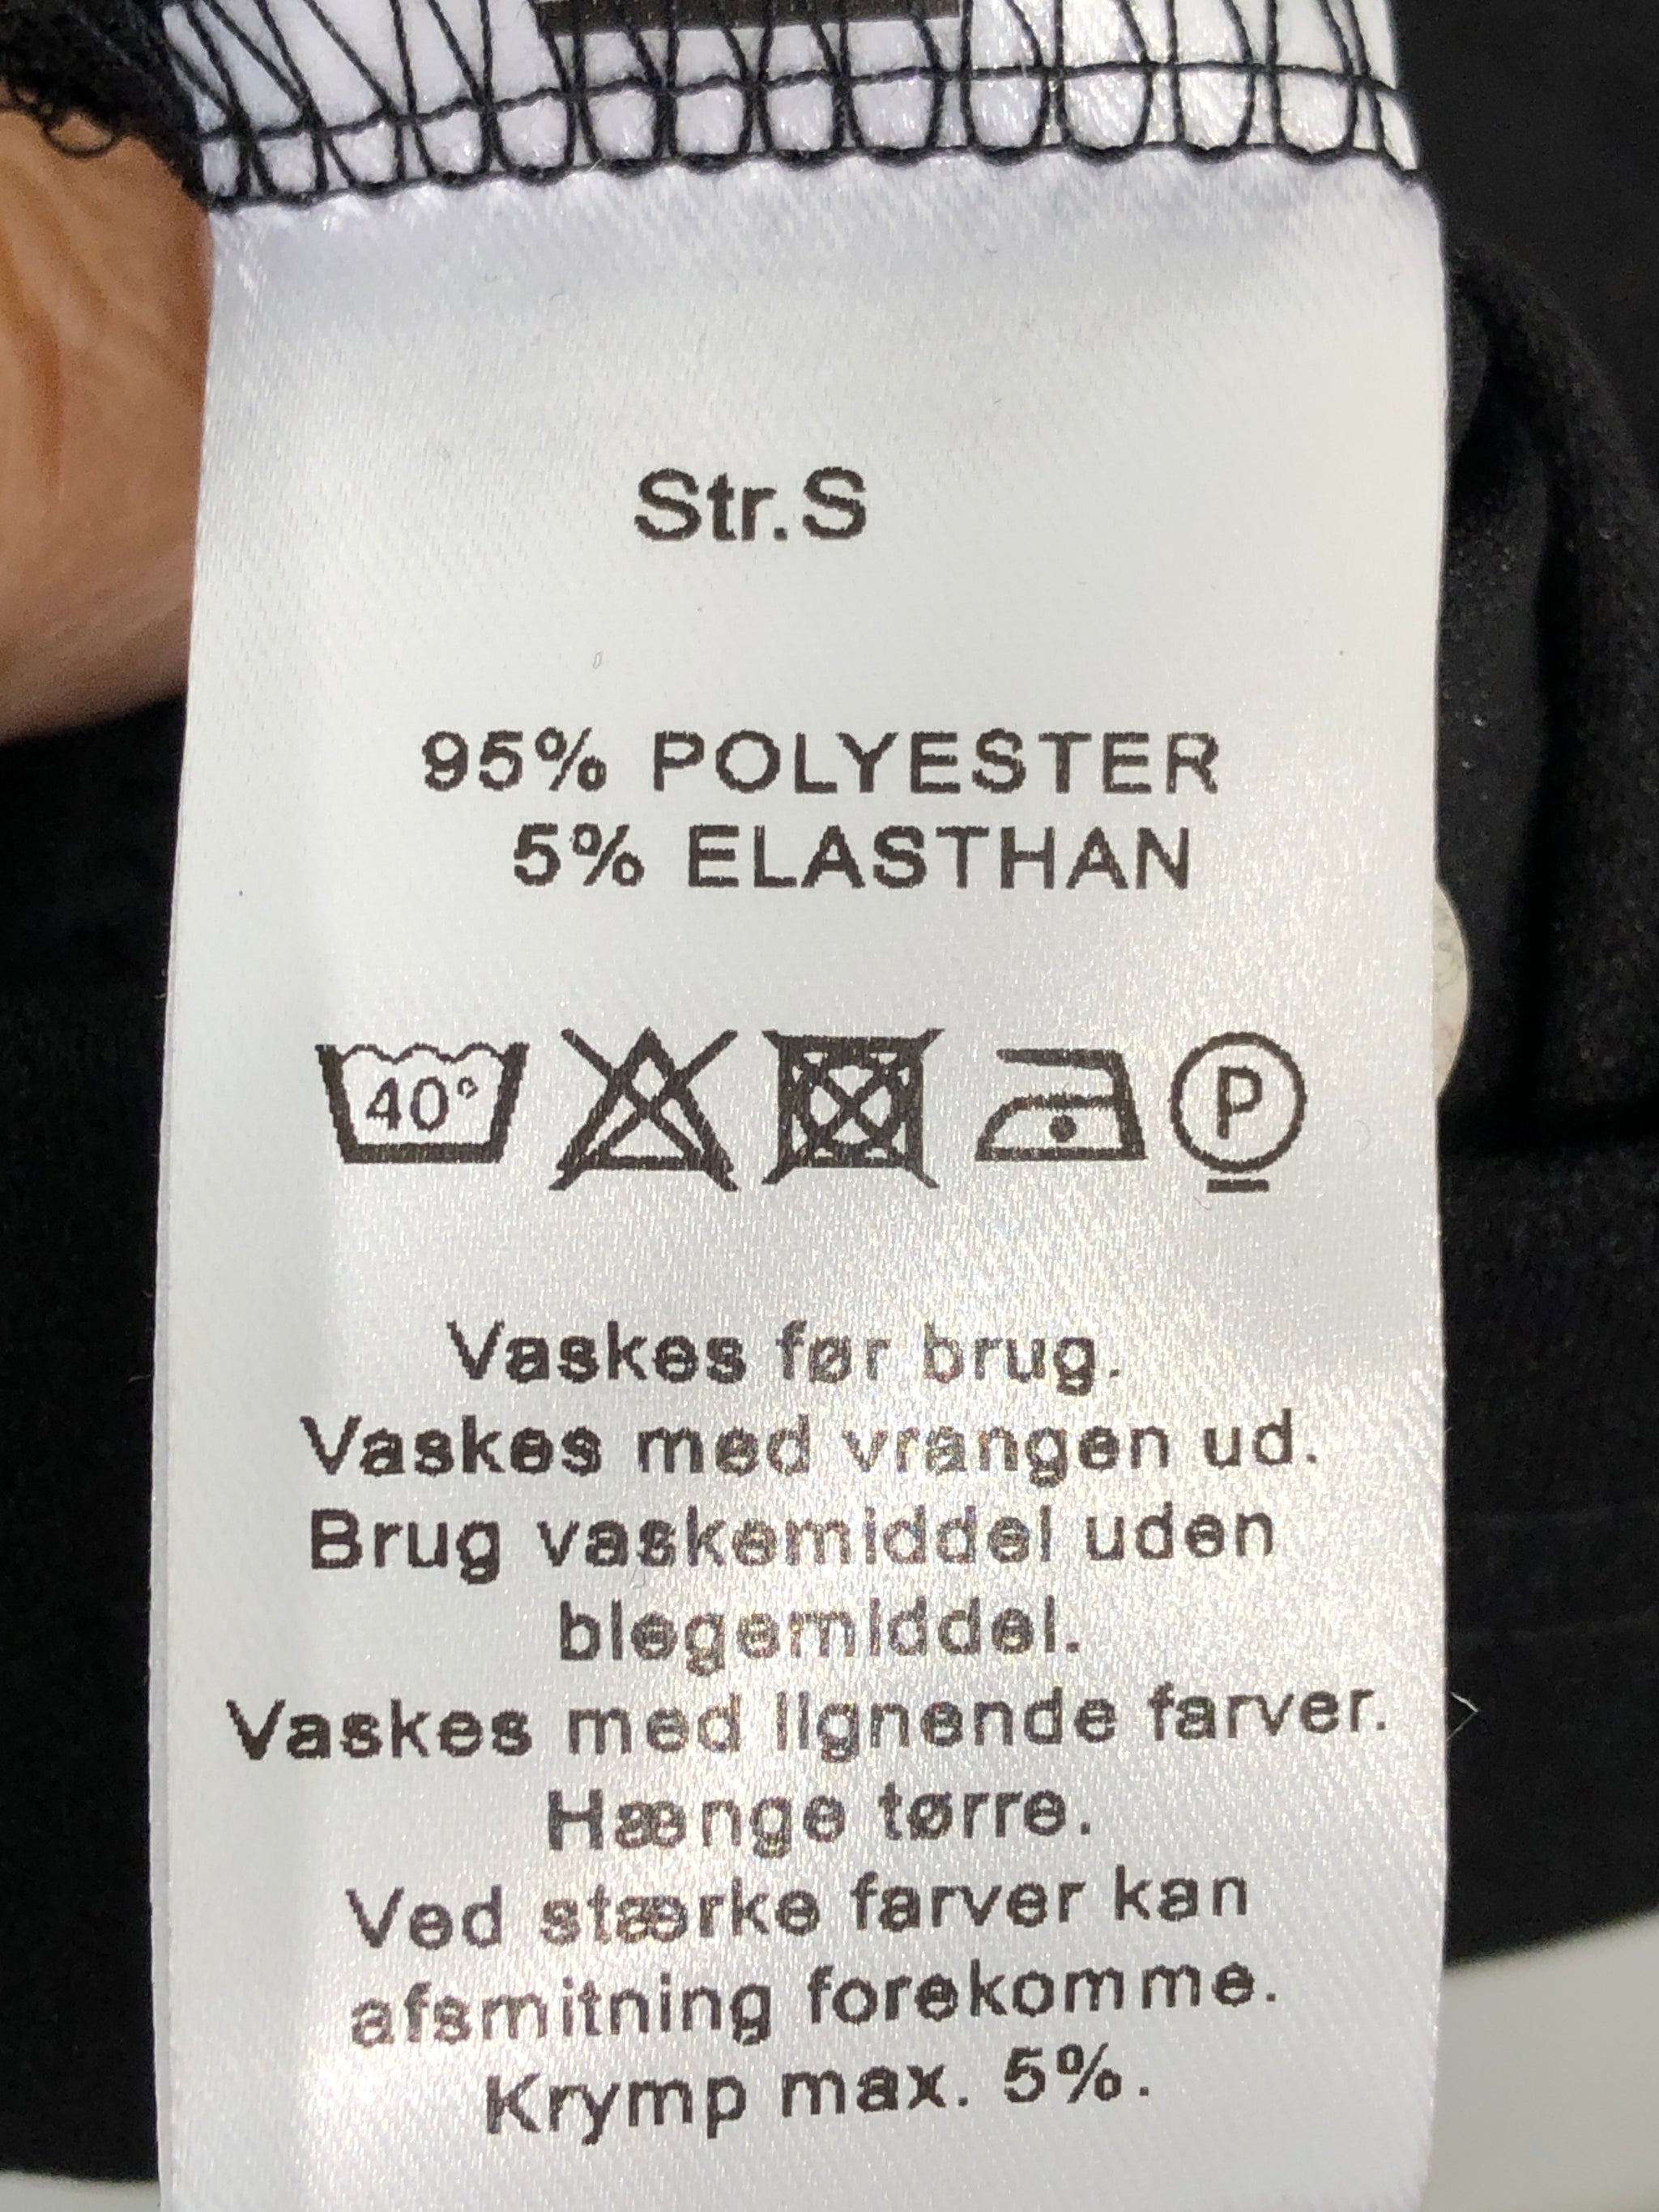 Str.S
95% POLYESTER
5% ELASTHAN
40°
P
Vaskes før brug.
Vaskes med vrangen ud.
Brug vaskemiddel uden
blegemiddel.
Vaskes med lignende farver.
Hænge tørre.
Ved stærke farver kan
afsmitning forekomme.
Krymp max. 5%.